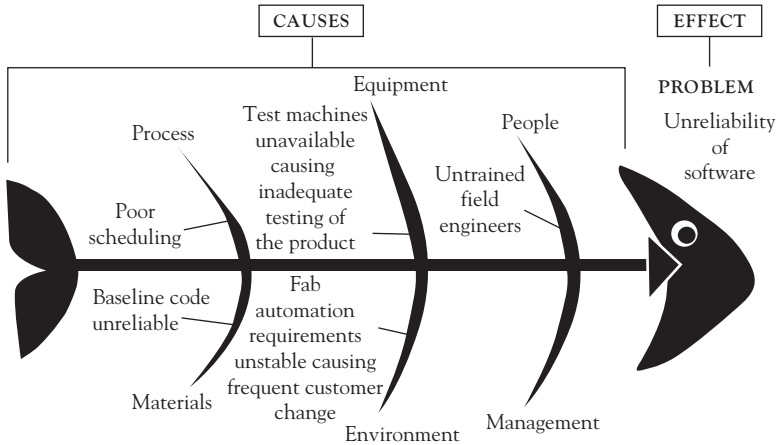 CAUSES
EFFECT
PROBLEM
Unreliability
of
software
Equipment
Test machines
unavailable
causing
inadequate
testing of
the product
Process
Poor
scheduling
People
Untrained
field
engineers
Baseline code
unreliable
Materials
Fab
automation
requirements
unstable causing
frequent customer
change
Environment
Management